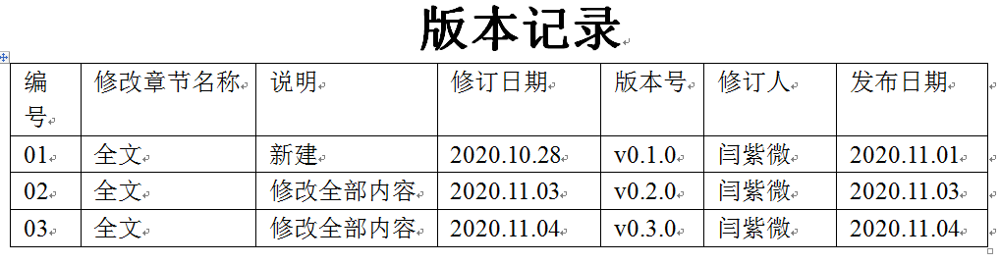 版本记录
编号 修改章节名称 说明 修订日期 版本号 修订人 发布日期
01 全文 新建 2020.10.28 v0.1.0 闫紫微 2020.11.01
02 全文 修改全部内容 2020.11.03 v0.2.0 闫紫微 2020.11.03
03 全文 修改全部内容 2020.11.04 v0.3.0 闫紫微 2020.11.04